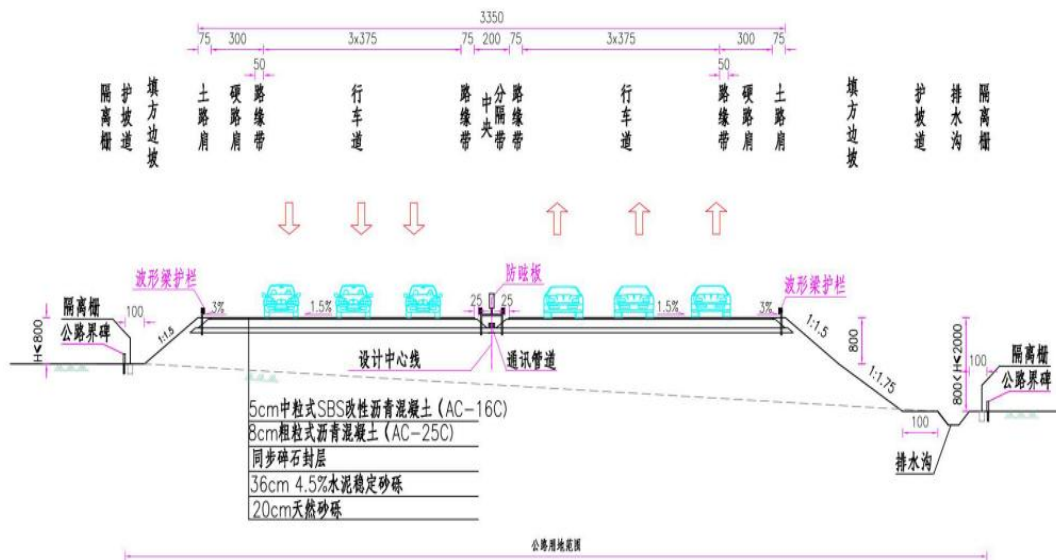 3350
75 300 3x375 75 200 75 3x375 300 75
50 50
隔离栅
护坡道
填方边坡
土路肩
硬路肩
路缘带
行车道
路缘带
中央
分隔带
路缘带
行车道
路缘带
硬路肩
土路肩
填方边坡
护坡道
排水沟
隔离栅
波形梁护栏
防眩板
波形梁护栏
隔离栅
100
公路界碑
H≤800
1:1.5
3%
1.5%
25 25
1.5%
3%
1:1.5
800
1:1.75
800<H≤2000
100
隔离栅
公路界碑
设计中心线
通讯管道
5cm中粒式SBS改性沥青混凝土(AC-16C)
8cm粗粒式沥青混凝土(AC-25C)
同步碎石封层
36cm 4.5%水泥稳定砂砾
20cm天然砂砾
100
排水沟
公路用地范围